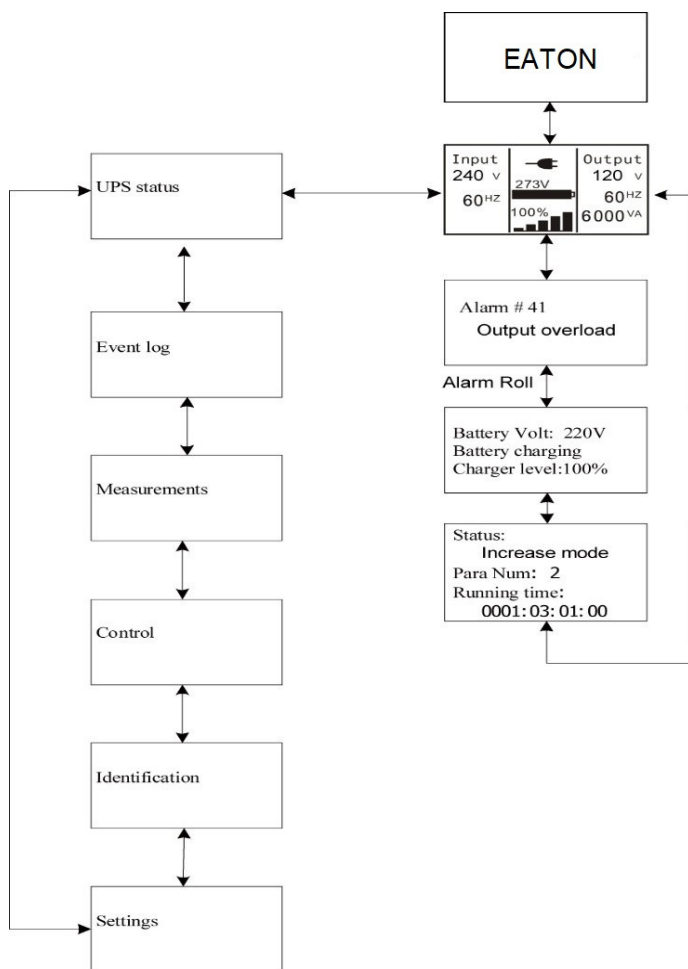 EATON
UPS status
Input
240 V
60HZ
273V
100%
Output
120 V
60HZ
6000VA
Event log
Alarm # 41
Output overload
Alarm Roll
Measurements
Battery Volt: 220V
Battery charging
Charger level:100%
Control
Status:
Increase mode
Para Num: 2
Running time:
0001:03:01:00
Identification
Settings